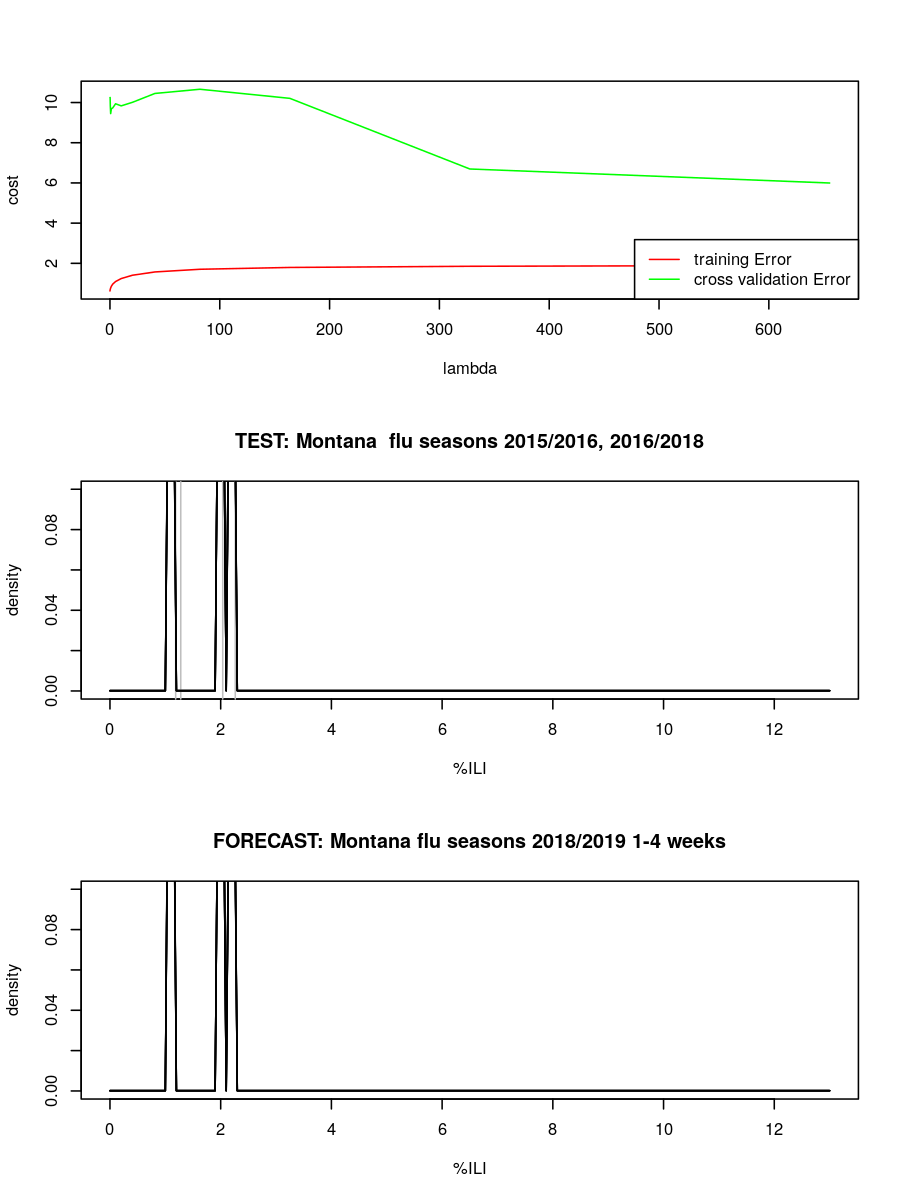 10
8
6
4
2
cost
training Error
cross validation Error
0 100 200 300 400 500 600
lambda
TEST: Montana  flu seasons 2015/2016, 2016/2018
0.08
0.04
0.00
density
0 2 4 6 8 10 12
%ILI
FORECAST: Montana flu seasons 2018/2019 1-4 weeks
0.08
0.04
0.00
density
0 2 4 6 8 10 12
%ILI